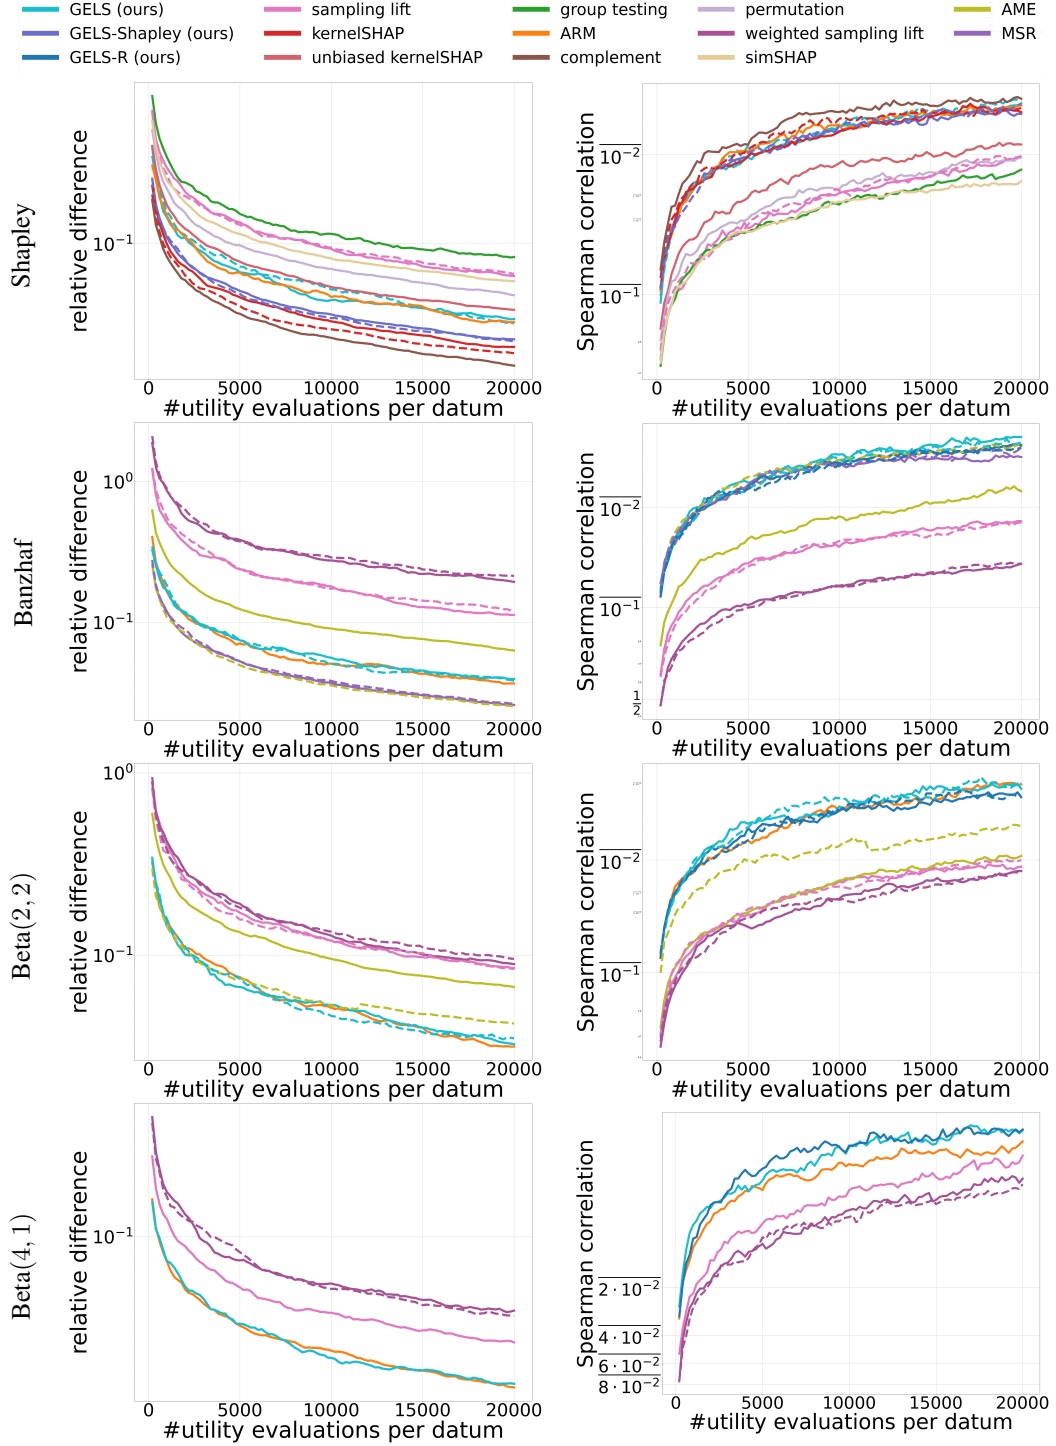 GELS (ours) sampling lift group testing permutation AME
GELS-Shapley (ours) kernelSHAP ARM weighted sampling lift MSR
GELS-R (ours) unbiased kernelSHAP complement simSHAP
Shapley
relative difference
10⁻¹
0 5000 10000 15000 20000
#utility evaluations per datum
Spearman correlation
10⁻²
10⁻¹
0 5000 10000 15000 20000
#utility evaluations per datum
Banzhaf
relative difference
10⁰
10⁻¹
0 5000 10000 15000 20000
#utility evaluations per datum
Spearman correlation
10⁻²
10⁻¹
1/2
0 5000 10000 15000 20000
#utility evaluations per datum
Beta(2, 2)
relative difference
10⁰
10⁻¹
0 5000 10000 15000 20000
#utility evaluations per datum
Spearman correlation
10⁻²
10⁻¹
0 5000 10000 15000 20000
#utility evaluations per datum
Beta(4, 1)
relative difference
10⁻¹
0 5000 10000 15000 20000
#utility evaluations per datum
Spearman correlation
2·10⁻²
4·10⁻²
6·10⁻²
8·10⁻²
0 5000 10000 15000 20000
#utility evaluations per datum